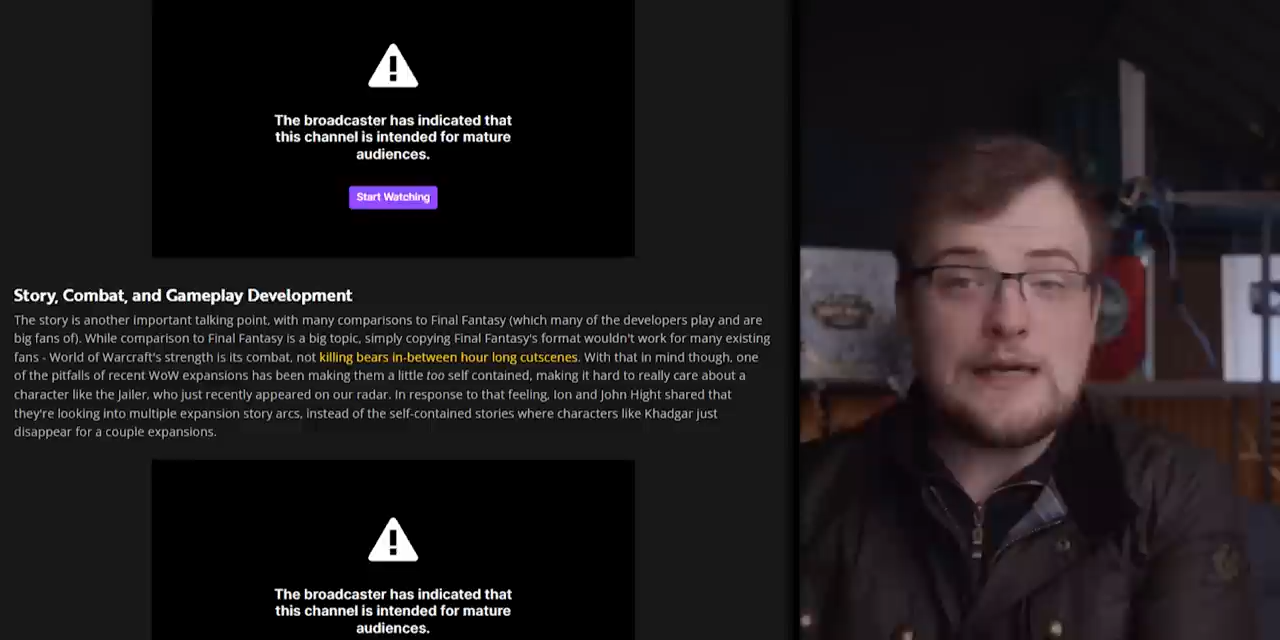 The broadcaster has indicated that
this channel is intended for mature
audiences.
Start Watching
Story, Combat, and Gameplay Development
The story is another important talking point, with many comparisons to Final Fantasy (which many of the developers play and are
big fans of). While comparison to Final Fantasy is a big topic, simply copying Final Fantasy's format wouldn't work for many existing
fans - World of Warcraft's strength is its combat, not killing bears in-between hour long cutscenes. With that in mind though, one
of the pitfalls of recent WoW expansions has been making them a little too self contained, making it hard to really care about a
character like the Jailer, who just recently appeared on our radar. In response to that feeling, Ion and John Hight shared that
they're looking into multiple expansion story arcs, instead of the self-contained stories where characters like Khadgar just
disappear for a couple expansions.
The broadcaster has indicated that
this channel is intended for mature
audiences.